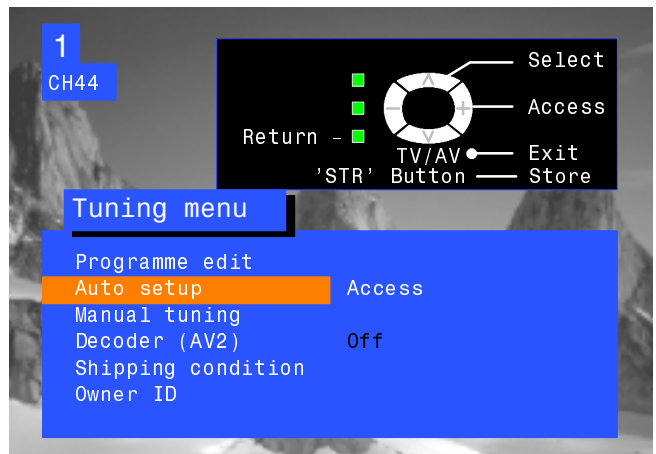 1
CH44
Select
Access
Return –
TV/AV
Exit
'STR' Button
Store
Tuning menu
Programme edit
Auto setup Access
Manual tuning
Decoder (AV2) Off
Shipping condition
Owner ID